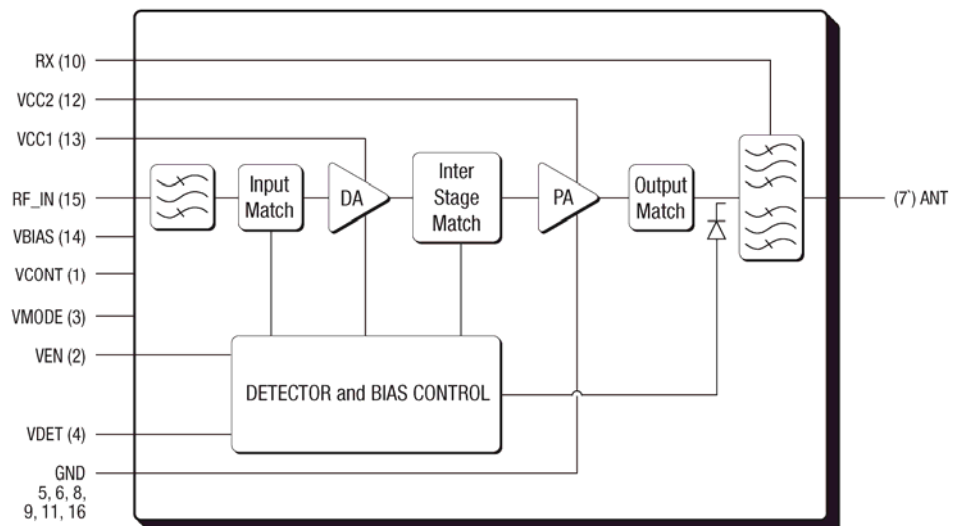 RX (10)
VCC2 (12)
VCC1 (13)
RF_IN (15)
VBIAS (14)
VCONT (1)
VMODE (3)
VEN (2)
VDET (4)
GND
5, 6, 8,
9, 11, 16
Input
Match
DA
Inter
Stage
Match
PA
Output
Match
(7`) ANT
DETECTOR and BIAS CONTROL